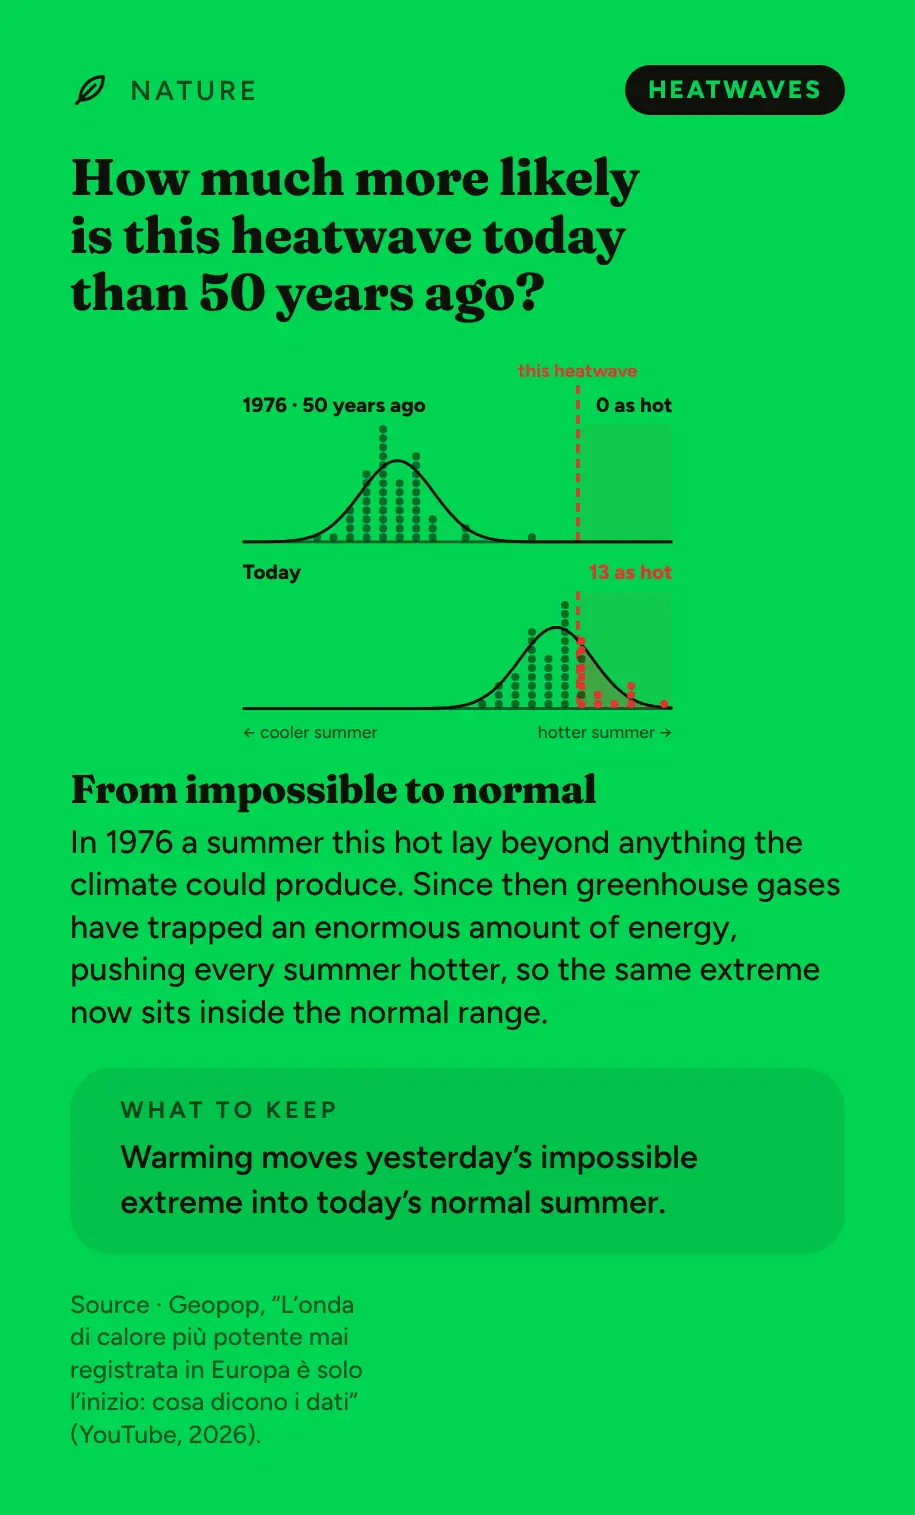 NATURE
HEATWAVES
How much more likely
is this heatwave today
than 50 years ago?
this heatwave
1976 · 50 years ago
0 as hot
Today
13 as hot
← cooler summer
hotter summer →
From impossible to normal
In 1976 a summer this hot lay beyond anything the
climate could produce. Since then greenhouse gases
have trapped an enormous amount of energy,
pushing every summer hotter, so the same extreme
now sits inside the normal range.
WHAT TO KEEP
Warming moves yesterday’s impossible
extreme into today’s normal summer.
Source · Geopop, “L’onda
di calore più potente mai
registrata in Europa è solo
l’inizio: cosa dicono i dati”
(YouTube, 2026).